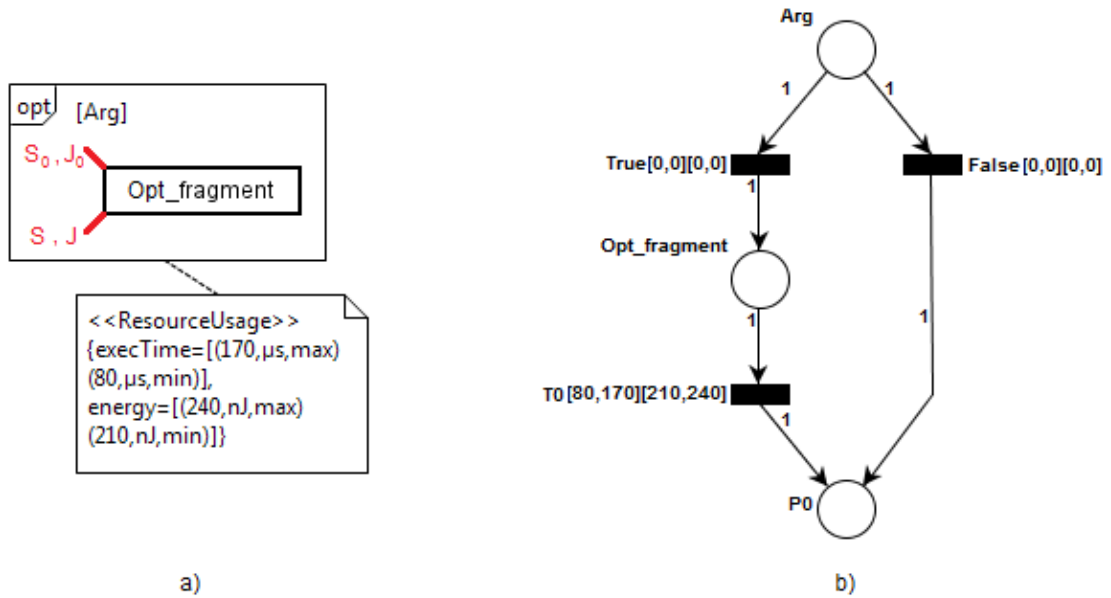 opt [Arg]
S₀ , J₀
Opt_fragment
S , J
<<ResourceUsage>>
{execTime=[(170,µs,max)
(80,µs,min)],
energy=[(240,nJ,max)
(210,nJ,min)]}
a)
Arg
1 1
True[0,0][0,0] False[0,0][0,0]
1
Opt_fragment
1 1
T0[80,170][210,240]
1
P0
b)